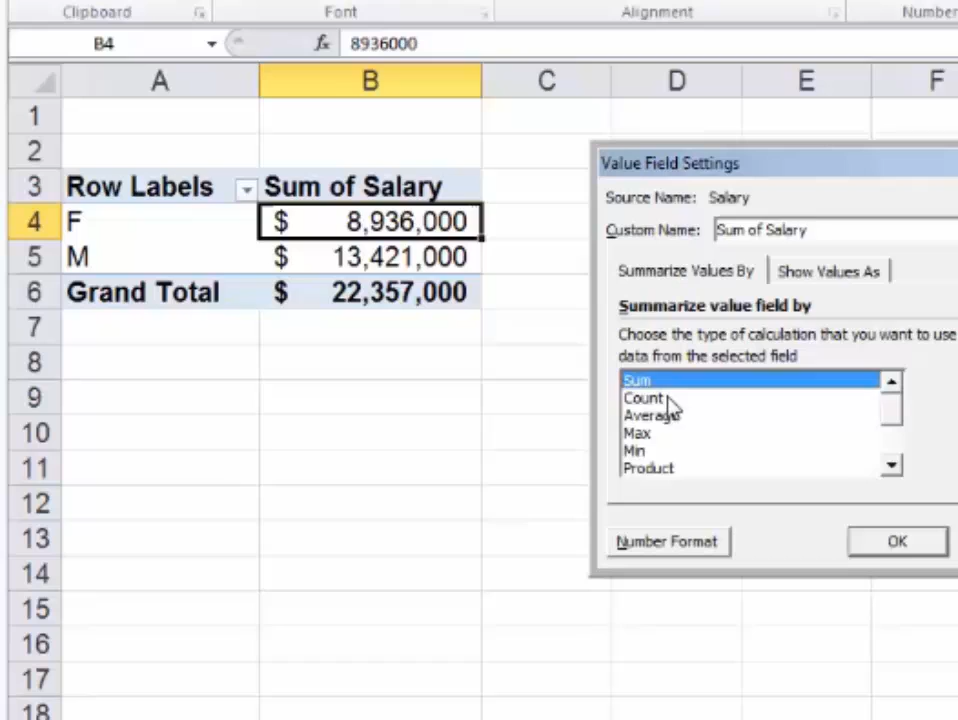 Clipboard Font Alignment Number
B4 fx 8936000
A B C D E F
1
2
3 Row Labels Sum of Salary
4 F $ 8,936,000
5 M $ 13,421,000
6 Grand Total $ 22,357,000
7
8
9
10
11
12
13
14
15
16
17
18
Value Field Settings
Source Name: Salary
Custom Name: Sum of Salary
Summarize Values By Show Values As
Summarize value field by
Choose the type of calculation that you want to use
data from the selected field
Sum
Count
Average
Max
Min
Product
Number Format OK